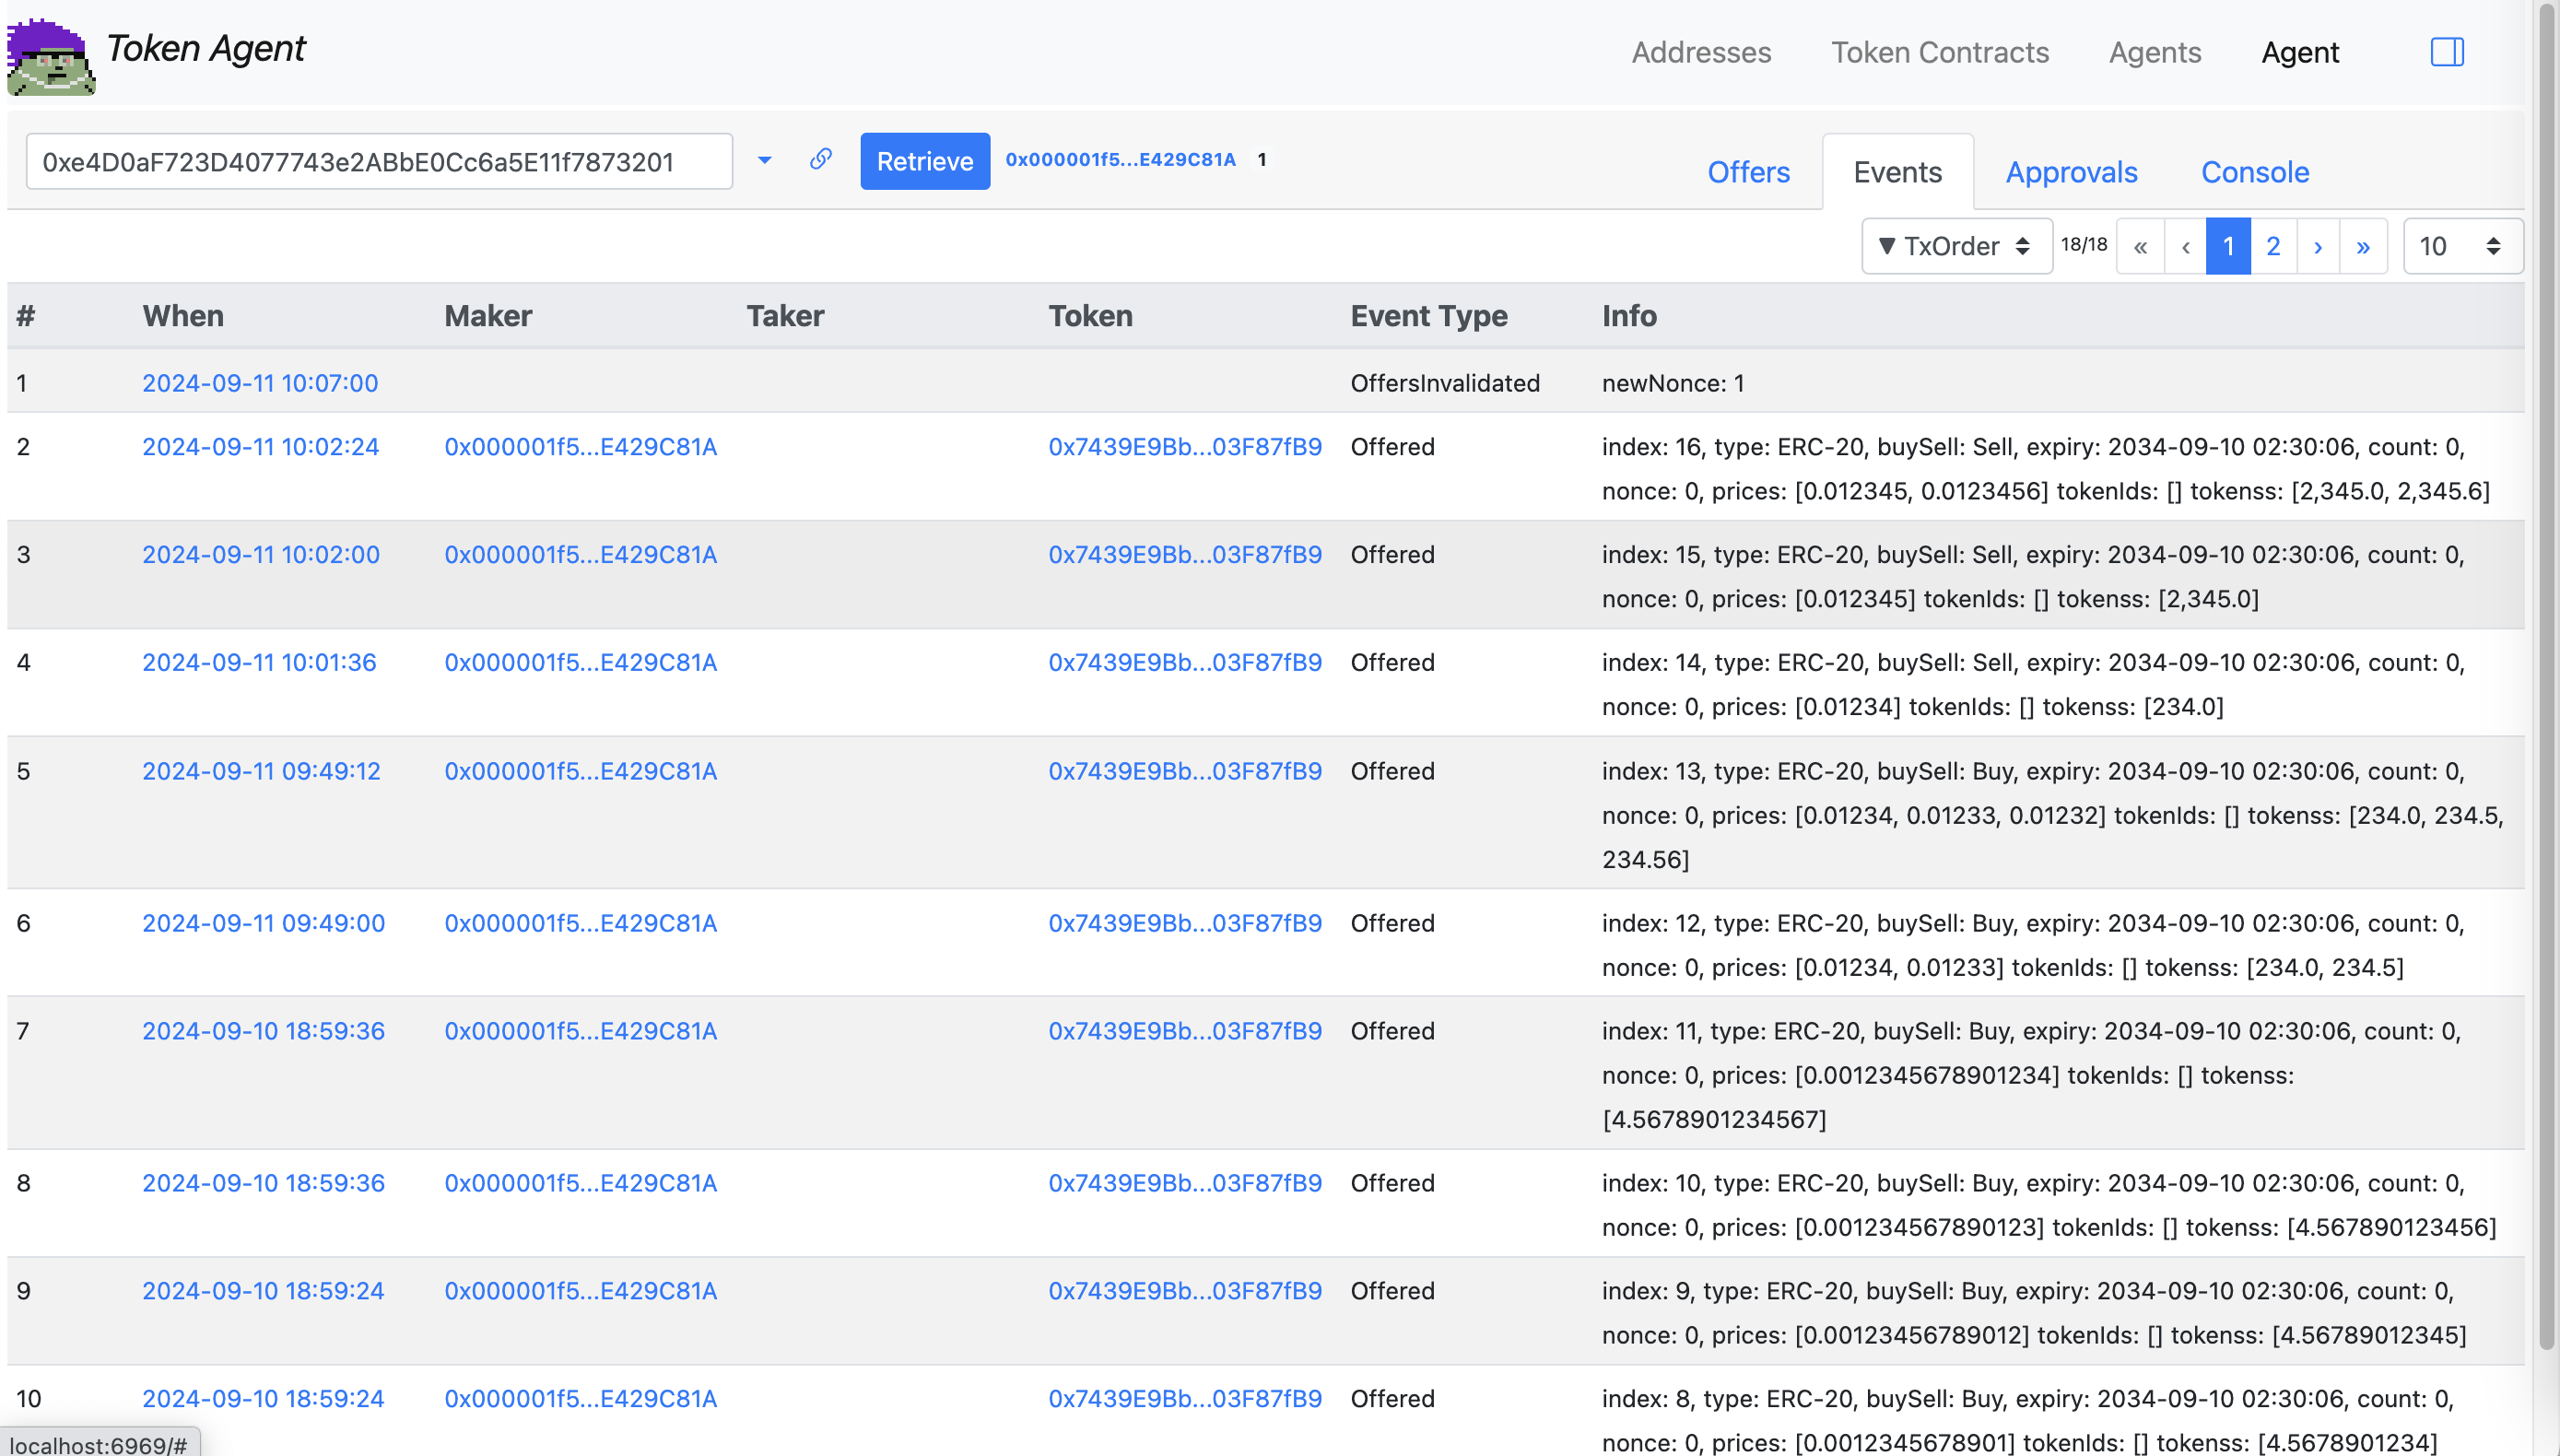 Token Agent
Addresses Token Contracts Agents Agent
0xe4D0aF723D4077743e2ABbE0Cc6a5E11f7873201 Retrieve 0x000001f5...E429C81A 1 Offers Events Approvals Console
▼ TxOrder 18/18 « ‹ 1 2 › » 10
# When Maker Taker Token Event Type Info
1 2024-09-11 10:07:00 OffersInvalidated newNonce: 1
2 2024-09-11 10:02:24 0x000001f5...E429C81A 0x7439E9Bb...03F87fB9 Offered index: 16, type: ERC-20, buySell: Sell, expiry: 2034-09-10 02:30:06, count: 0,
nonce: 0, prices: [0.012345, 0.0123456] tokenIds: [] tokenss: [2,345.0, 2,345.6]
3 2024-09-11 10:02:00 0x000001f5...E429C81A 0x7439E9Bb...03F87fB9 Offered index: 15, type: ERC-20, buySell: Sell, expiry: 2034-09-10 02:30:06, count: 0,
nonce: 0, prices: [0.012345] tokenIds: [] tokenss: [2,345.0]
4 2024-09-11 10:01:36 0x000001f5...E429C81A 0x7439E9Bb...03F87fB9 Offered index: 14, type: ERC-20, buySell: Sell, expiry: 2034-09-10 02:30:06, count: 0,
nonce: 0, prices: [0.01234] tokenIds: [] tokenss: [234.0]
5 2024-09-11 09:49:12 0x000001f5...E429C81A 0x7439E9Bb...03F87fB9 Offered index: 13, type: ERC-20, buySell: Buy, expiry: 2034-09-10 02:30:06, count: 0,
nonce: 0, prices: [0.01234, 0.01233, 0.01232] tokenIds: [] tokenss: [234.0, 234.5,
234.56]
6 2024-09-11 09:49:00 0x000001f5...E429C81A 0x7439E9Bb...03F87fB9 Offered index: 12, type: ERC-20, buySell: Buy, expiry: 2034-09-10 02:30:06, count: 0,
nonce: 0, prices: [0.01234, 0.01233] tokenIds: [] tokenss: [234.0, 234.5]
7 2024-09-10 18:59:36 0x000001f5...E429C81A 0x7439E9Bb...03F87fB9 Offered index: 11, type: ERC-20, buySell: Buy, expiry: 2034-09-10 02:30:06, count: 0,
nonce: 0, prices: [0.0012345678901234] tokenIds: [] tokenss:
[4.5678901234567]
8 2024-09-10 18:59:36 0x000001f5...E429C81A 0x7439E9Bb...03F87fB9 Offered index: 10, type: ERC-20, buySell: Buy, expiry: 2034-09-10 02:30:06, count: 0,
nonce: 0, prices: [0.001234567890123] tokenIds: [] tokenss: [4.567890123456]
9 2024-09-10 18:59:24 0x000001f5...E429C81A 0x7439E9Bb...03F87fB9 Offered index: 9, type: ERC-20, buySell: Buy, expiry: 2034-09-10 02:30:06, count: 0,
nonce: 0, prices: [0.00123456789012] tokenIds: [] tokenss: [4.56789012345]
10 2024-09-10 18:59:24 0x000001f5...E429C81A 0x7439E9Bb...03F87fB9 Offered index: 8, type: ERC-20, buySell: Buy, expiry: 2034-09-10 02:30:06, count: 0,
nonce: 0, prices: [0.0012345678901] tokenIds: [] tokenss: [4.5678901234]
localhost:6969/#